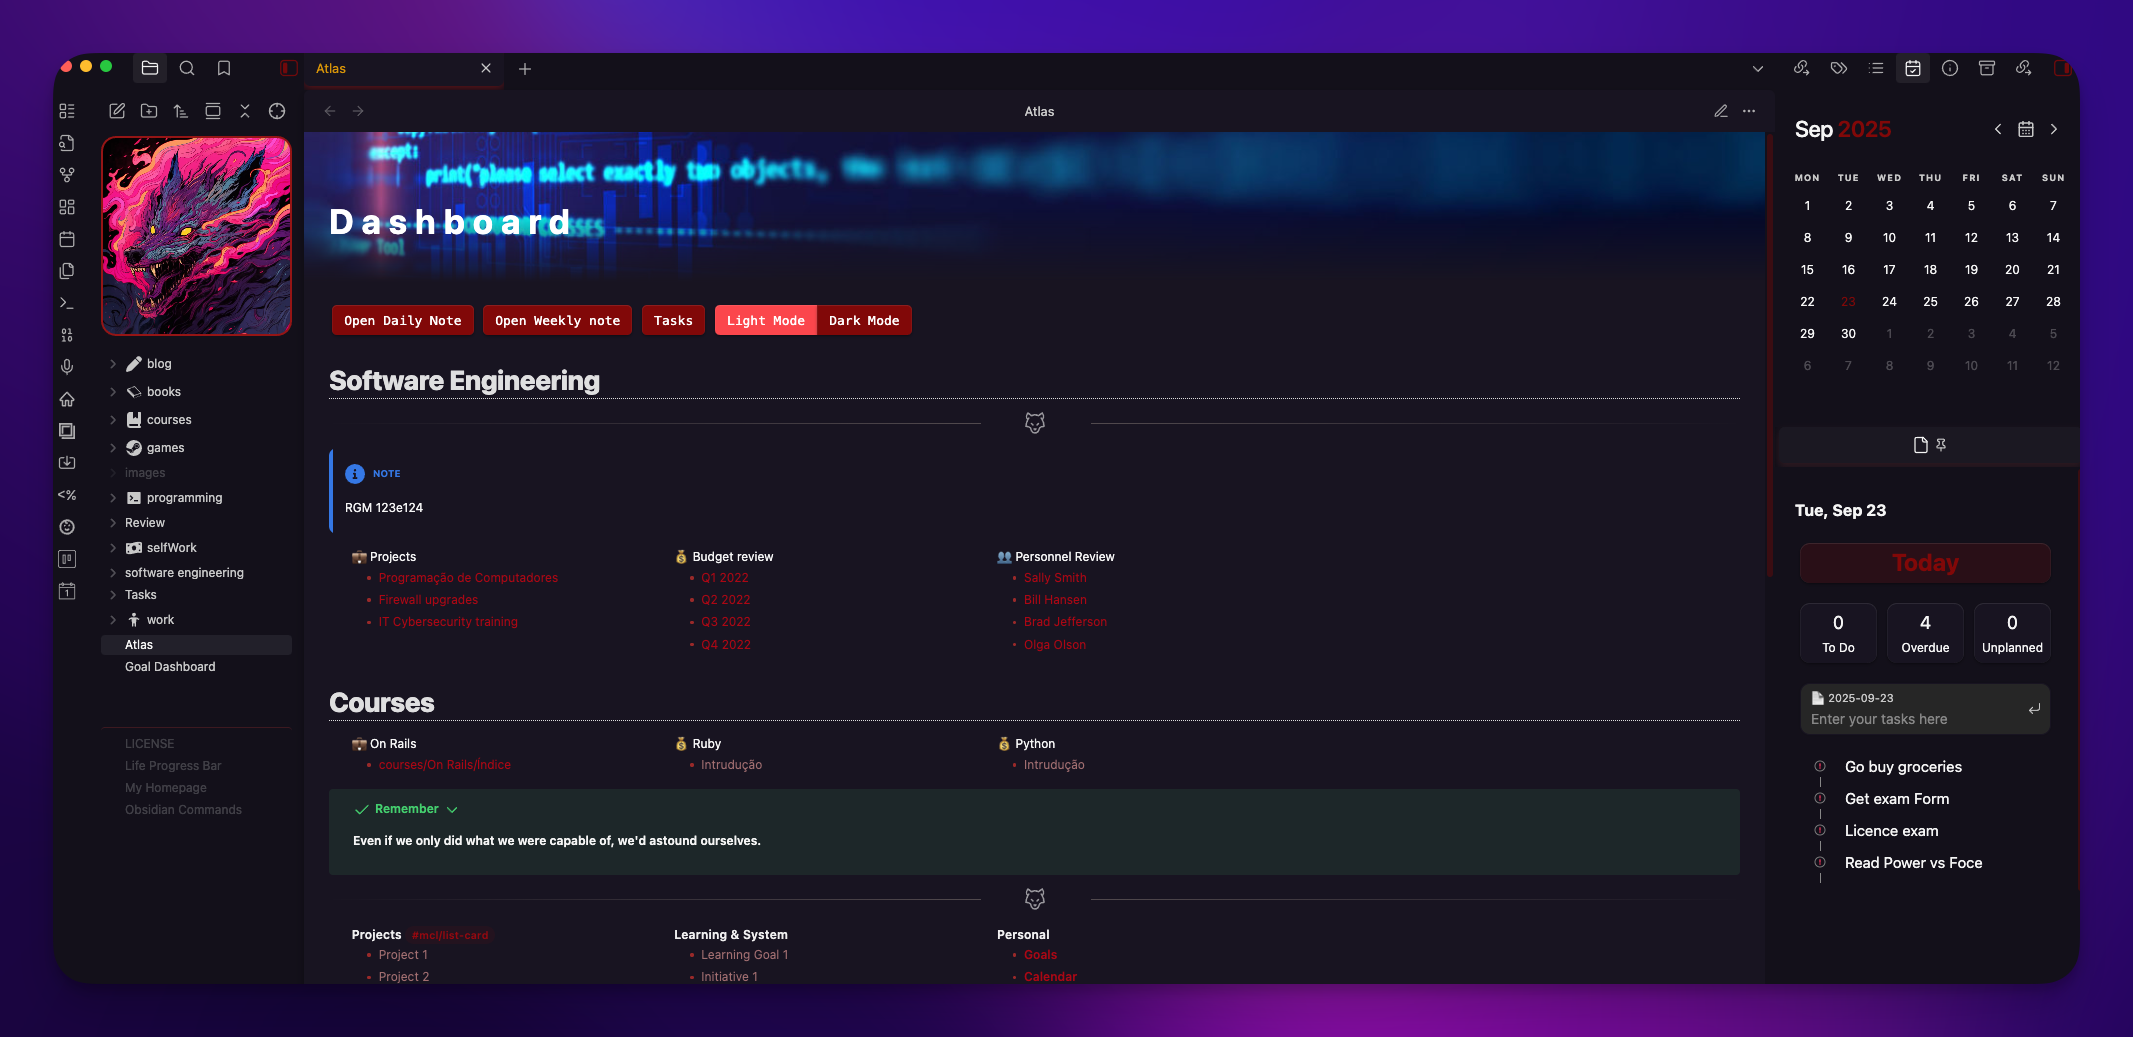 Atlas
Atlas
except:
print("please select exactly two objects,
Dashboard
Open Daily Note
Open Weekly note
Tasks
Light Mode
Dark Mode
blog
books
courses
games
images
programming
Review
selfWork
software engineering
Tasks
work
Atlas
Goal Dashboard
LICENSE
Life Progress Bar
My Homepage
Obsidian Commands
Software Engineering
NOTE
RGM 123e124
Projects
Programação de Computadores
Firewall upgrades
IT Cybersecurity training
Budget review
Q1 2022
Q2 2022
Q3 2022
Q4 2022
Personnel Review
Sally Smith
Bill Hansen
Brad Jefferson
Olga Olson
Courses
On Rails
courses/On Rails/Índice
Ruby
Intrudução
Python
Intrudução
Remember
Even if we only did what we were capable of, we'd astound ourselves.
Projects #mcl/list-card
Project 1
Project 2
Learning & System
Learning Goal 1
Initiative 1
Personal
Goals
Calendar
Sep 2025
MON TUE WED THU FRI SAT SUN
1 2 3 4 5 6 7
8 9 10 11 12 13 14
15 16 17 18 19 20 21
22 23 24 25 26 27 28
29 30 1 2 3 4 5
6 7 8 9 10 11 12
Tue, Sep 23
Today
0 4 0
To Do Overdue Unplanned
2025-09-23
Enter your tasks here
Go buy groceries
Get exam Form
Licence exam
Read Power vs Foce